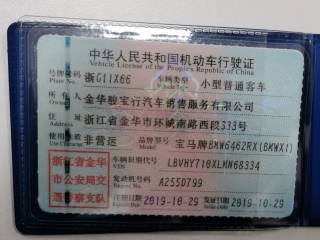 中华人民共和国机动车行驶证
Vehicle License of the People's Republic of China
号牌号码 浙G11X66 车辆类型 小型普通客车
所有人 金华骏宝行汽车销售服务有限公司
住址 浙江省金华市环城南路西段333号
使用性质 非营运 品牌型号 宝马牌BMW6462RX(BMWX1)
浙江省金华
市公安局交
通警察支队
车辆识别代号 LBVHY710XLMW68334
发动机号码 A2550799
注册日期 2019-10-29 发证日期 2019-10-29